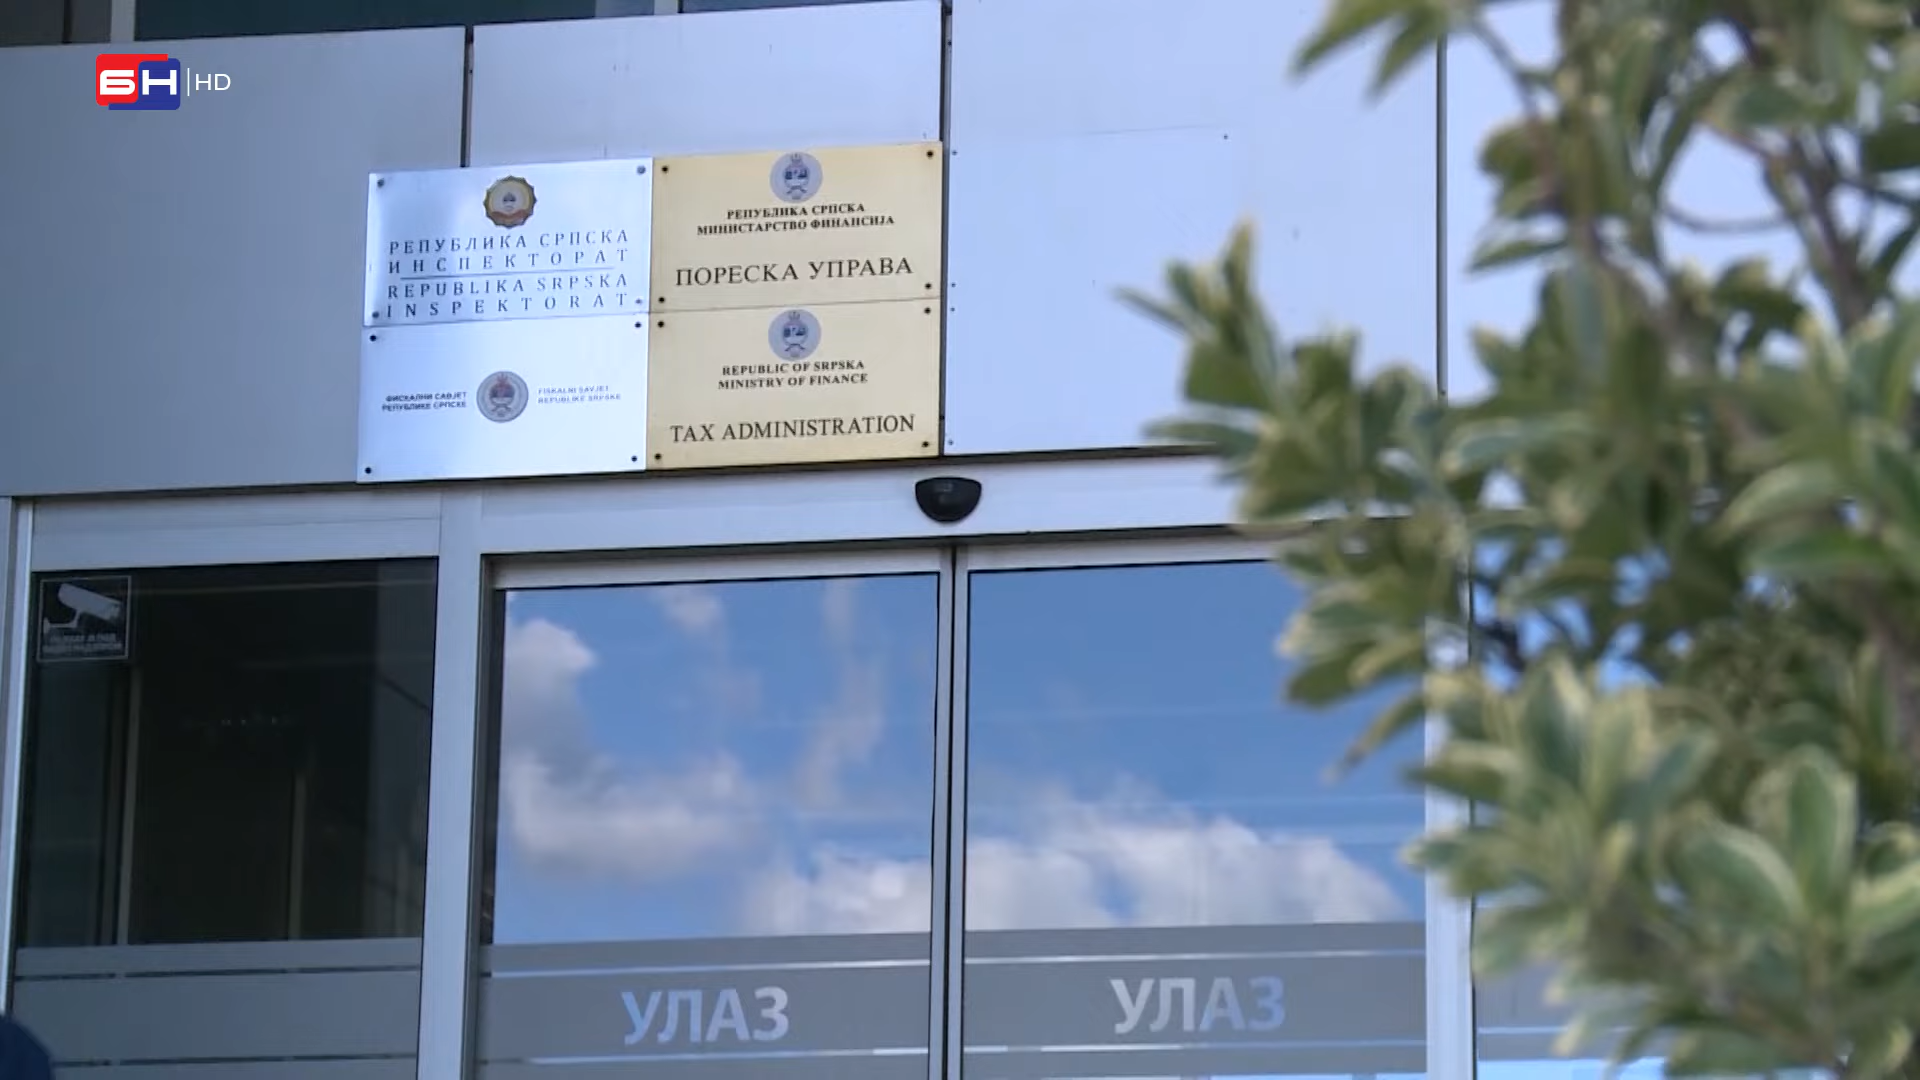 БН HD
РЕПУБЛИКА СРПСКА
ИНСПЕКТОРАТ
REPUBLIKA SRPSKA
INSPEKTORAT
ФИСКАЛНИ САВЈЕТ
РЕПУБЛИКЕ СРПСКЕ
FISKALNI SAVJET
REPUBLIKE SRPSKE
РЕПУБЛИКА СРПСКА
МИНИСТАРСТВО ФИНАНСИЈА
ПОРЕСКА УПРАВА
REPUBLIC OF SRPSKA
MINISTRY OF FINANCE
TAX ADMINISTRATION
УЛАЗ
УЛАЗ